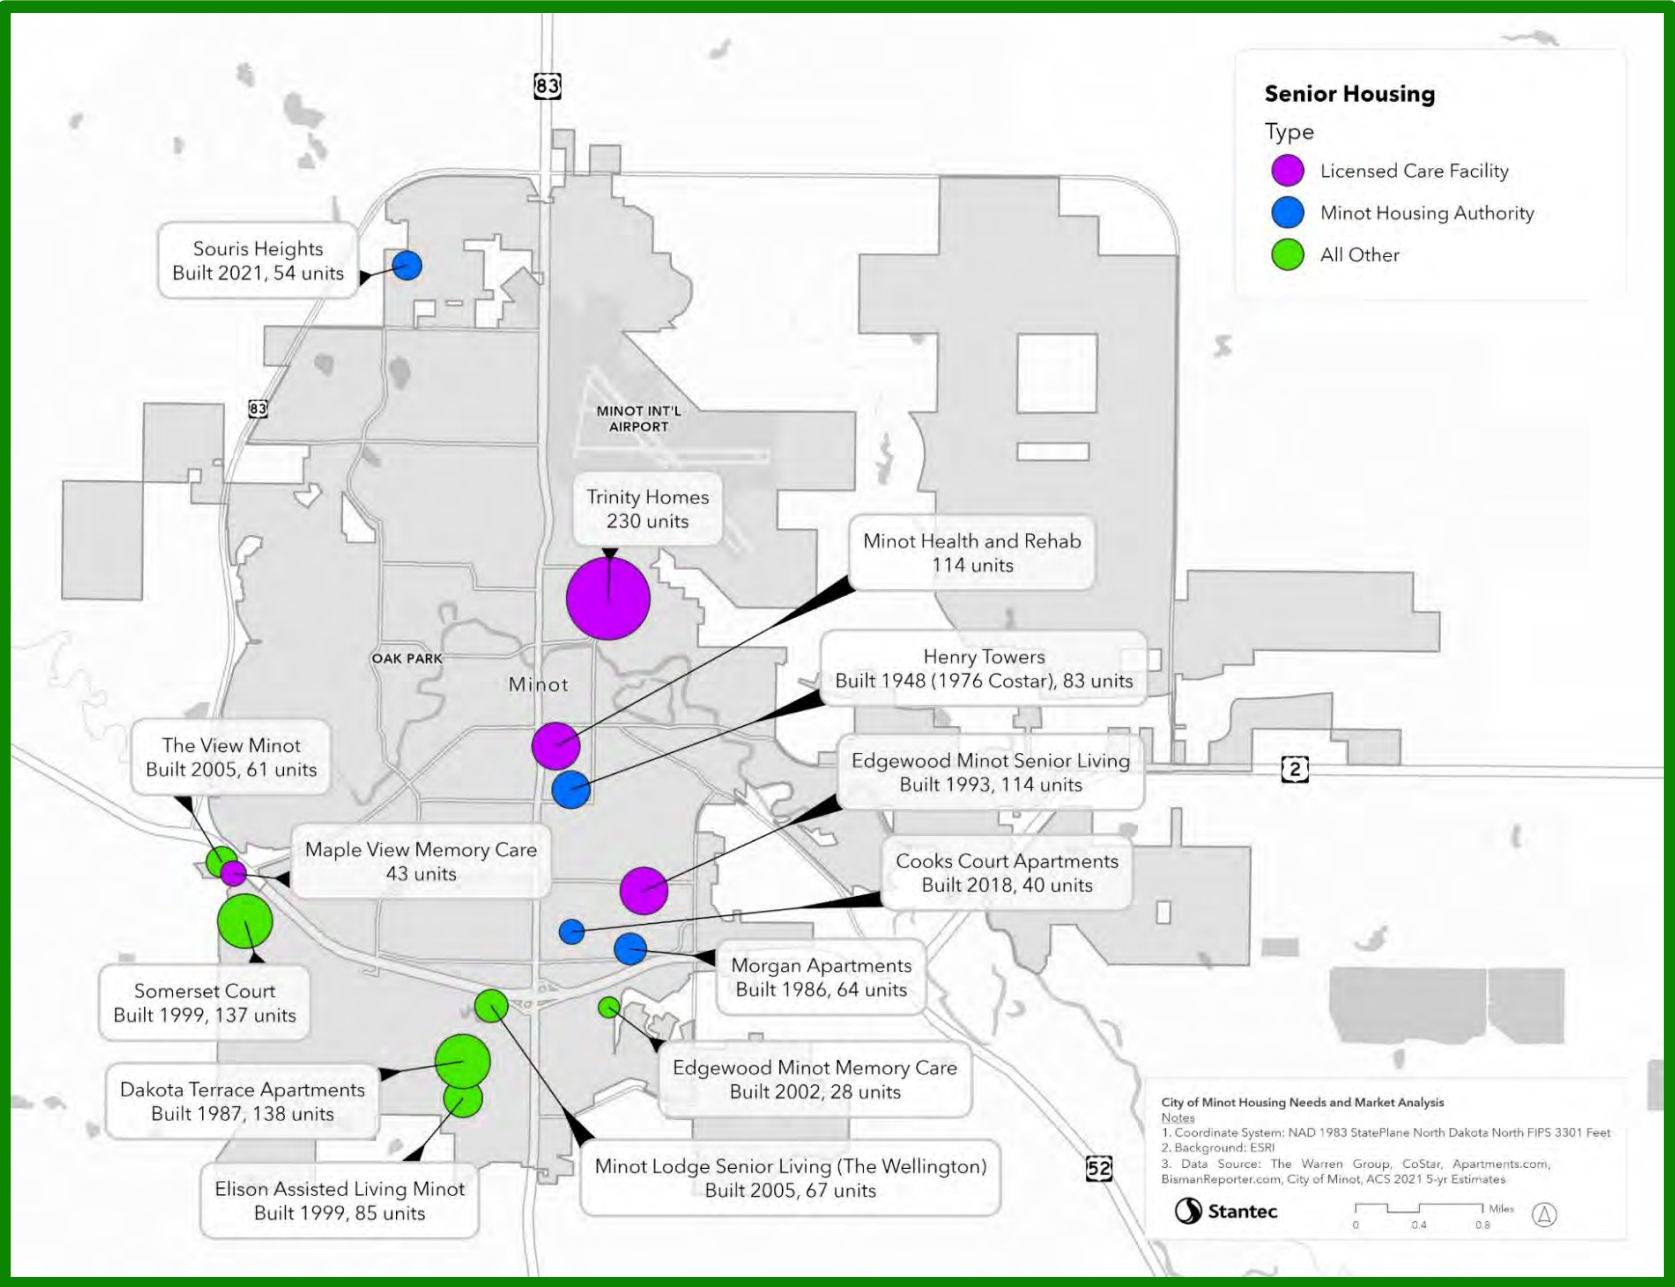 83
Senior Housing
Type
Licensed Care Facility
Minot Housing Authority
All Other
Souris Heights
Built 2021, 54 units
83
MINOT INT'L
AIRPORT
Trinity Homes
230 units
Minot Health and Rehab
114 units
OAK PARK
Minot
Henry Towers
Built 1948 (1976 Costar), 83 units
The View Minot
Built 2005, 61 units
Edgewood Minot Senior Living
Built 1993, 114 units
2
Maple View Memory Care
43 units
Cooks Court Apartments
Built 2018, 40 units
Somerset Court
Built 1999, 137 units
Morgan Apartments
Built 1986, 64 units
Dakota Terrace Apartments
Built 1987, 138 units
Edgewood Minot Memory Care
Built 2002, 28 units
Elison Assisted Living Minot
Built 1999, 85 units
Minot Lodge Senior Living (The Wellington)
Built 2005, 67 units
52
City of Minot Housing Needs and Market Analysis
Notes
1. Coordinate System: NAD 1983 StatePlane North Dakota North FIPS 3301 Feet
2. Background: ESRI
3. Data Source: The Warren Group, CoStar, Apartments.com,
BismanReporter.com, City of Minot, ACS 2021 5-yr Estimates
Stantec
Miles
0 0.4 0.8